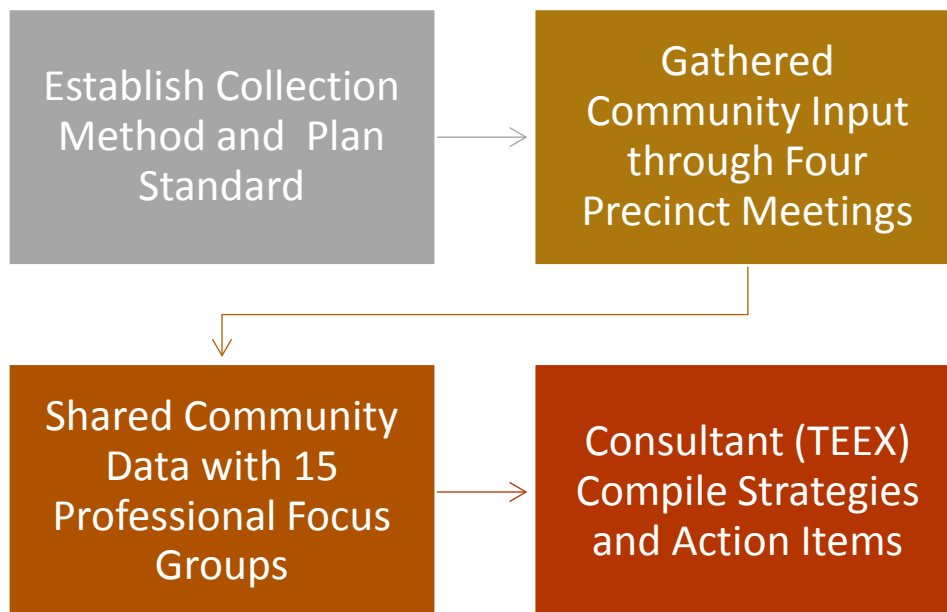 Establish Collection
Method and Plan
Standard
Gathered
Community Input
through Four
Precinct Meetings
Shared Community
Data with 15
Professional Focus
Groups
Consultant (TEEX)
Compile Strategies
and Action Items